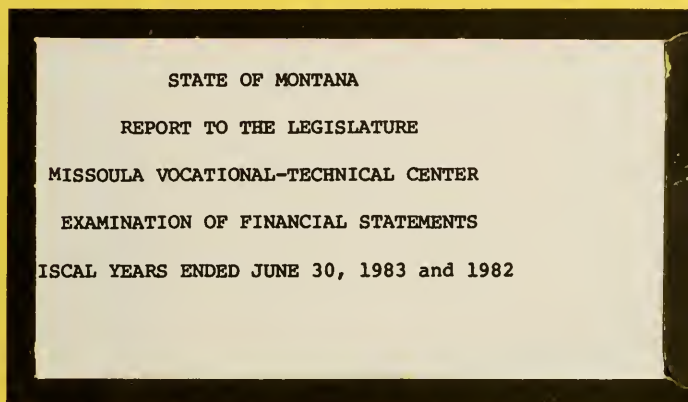 STATE OF MONTANA
REPORT TO THE LEGISLATURE
MISSOULA VOCATIONAL-TECHNICAL CENTER
EXAMINATION OF FINANCIAL STATEMENTS
ISCAL YEARS ENDED JUNE 30, 1983 and 1982